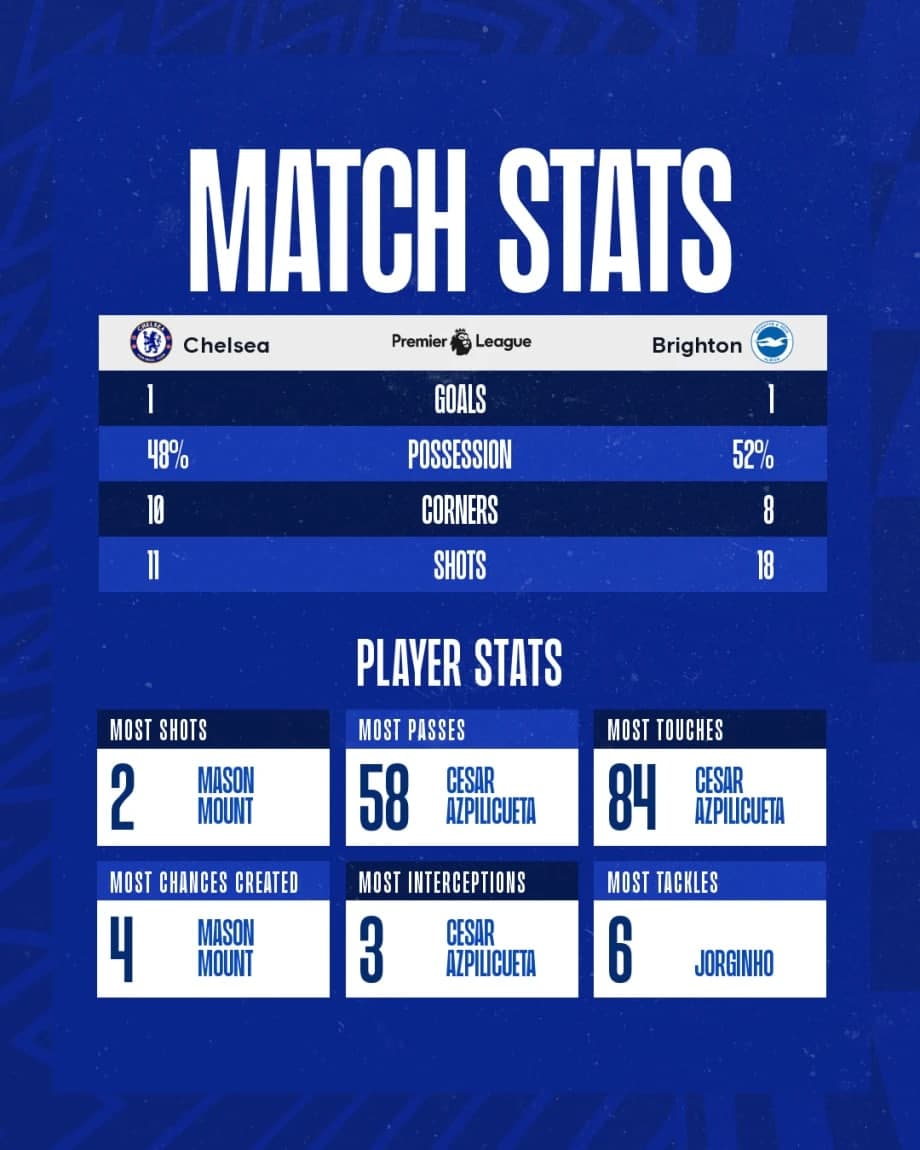 MATCH STATS
Chelsea Premier League Brighton
1 GOALS 1
48% POSSESSION 52%
10 CORNERS 8
11 SHOTS 18
PLAYER STATS
MOST SHOTS
2 MASON
MOUNT
MOST PASSES
58 CESAR
AZPILICUETA
MOST TOUCHES
84 CESAR
AZPILICUETA
MOST CHANCES CREATED
4 MASON
MOUNT
MOST INTERCEPTIONS
3 CESAR
AZPILICUETA
MOST TACKLES
6 JORGINHO